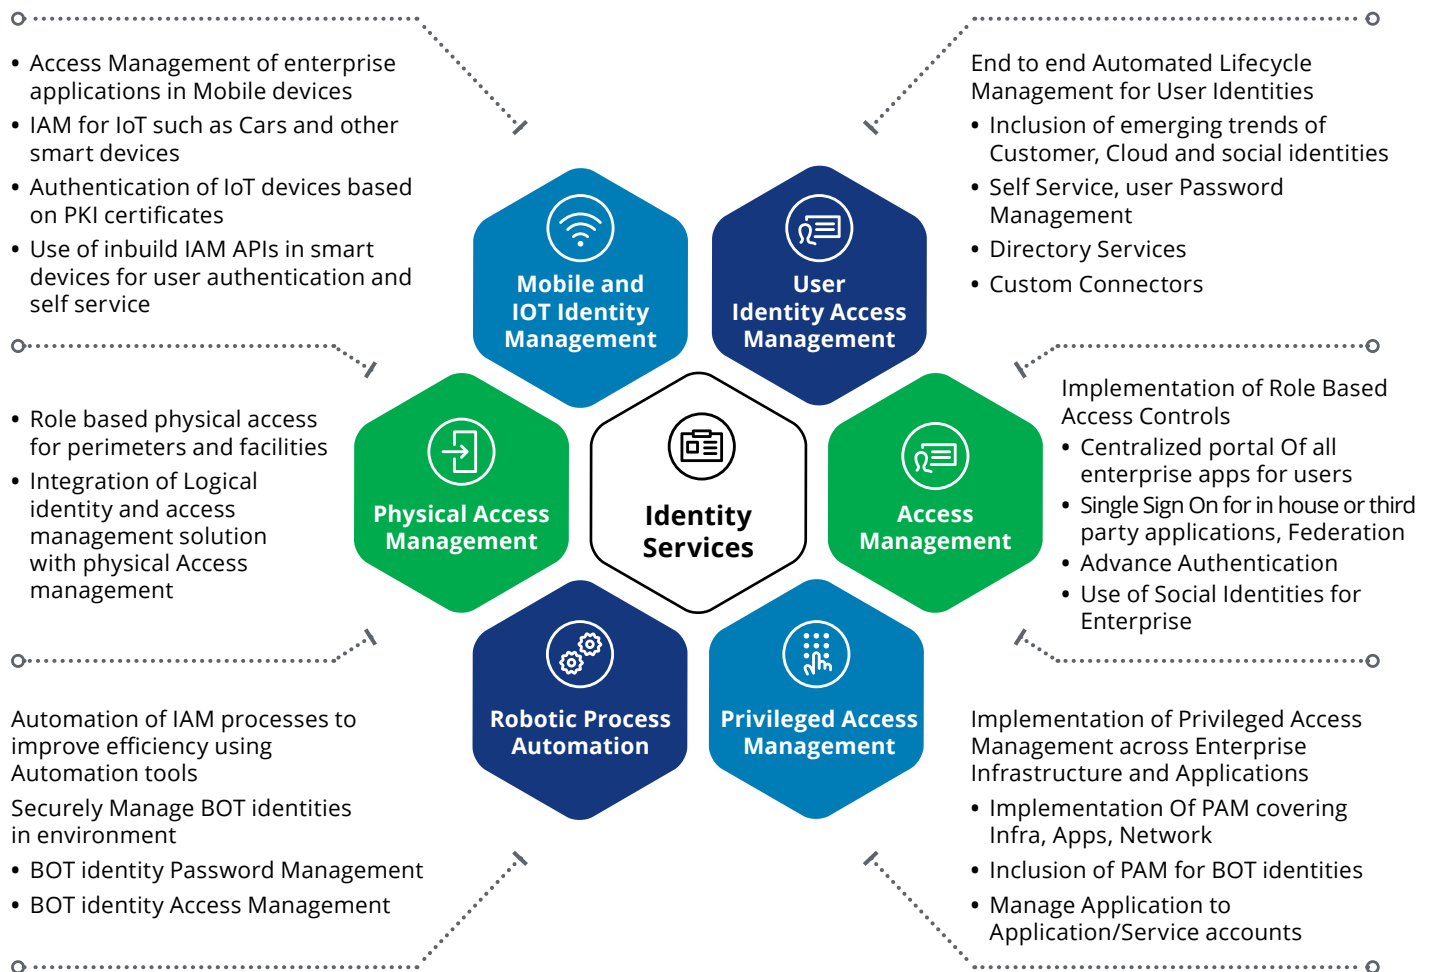 • Access Management of enterprise
applications in Mobile devices
• IAM for IoT such as Cars and other
smart devices
• Authentication of IoT devices based
on PKI certificates
• Use of inbuild IAM APIs in smart
devices for user authentication and
self service
End to end Automated Lifecycle
Management for User Identities
• Inclusion of emerging trends of
Customer, Cloud and social identities
• Self Service, user Password
Management
• Directory Services
• Custom Connectors
Mobile and
IOT Identity
Management
User
Identity Access
Management
• Role based physical access
for perimeters and facilities
• Integration of Logical
identity and access
management solution
with physical Access
management
Physical Access
Management
Identity
Services
Access
Management
Implementation of Role Based
Access Controls
• Centralized portal Of all
enterprise apps for users
• Single Sign On for in house or third
party applications, Federation
• Advance Authentication
• Use of Social Identities for
Enterprise
Robotic Process
Automation
Privileged Access
Management
Automation of IAM processes to
improve efficiency using
Automation tools
Securely Manage BOT identities
in environment
• BOT identity Password Management
• BOT identity Access Management
Implementation of Privileged Access
Management across Enterprise
Infrastructure and Applications
• Implementation Of PAM covering
Infra, Apps, Network
• Inclusion of PAM for BOT identities
• Manage Application to
Application/Service accounts